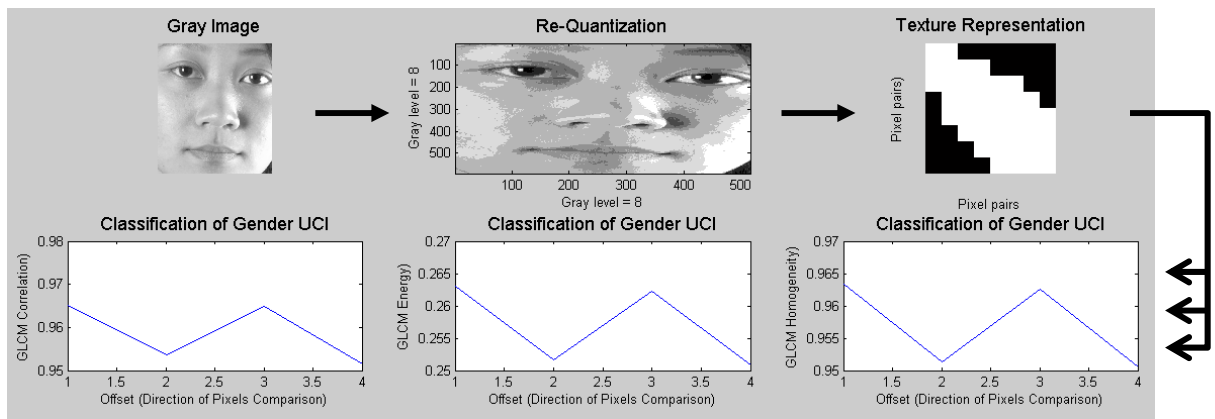 Gray Image
Re-Quantization
Texture Representation
Gray level = 8
100
200
300
400
500
100
200
300
400
500
Gray level = 8
Pixel pairs)
Pixel pairs
Classification of Gender UCI
GLCM Correlation)
0.98
0.97
0.96
0.95
1
1.5
2
2.5
3
3.5
4
Offset (Direction of Pixels Comparison)
Classification of Gender UCI
GLCM Energy)
0.27
0.265
0.26
0.255
0.25
1
1.5
2
2.5
3
3.5
4
Offset (Direction of Pixels Comparison)
Classification of Gender UCI
GLCM Homogeneity)
0.97
0.965
0.96
0.955
0.95
1
1.5
2
2.5
3
3.5
4
Offset (Direction of Pixels Comparison)